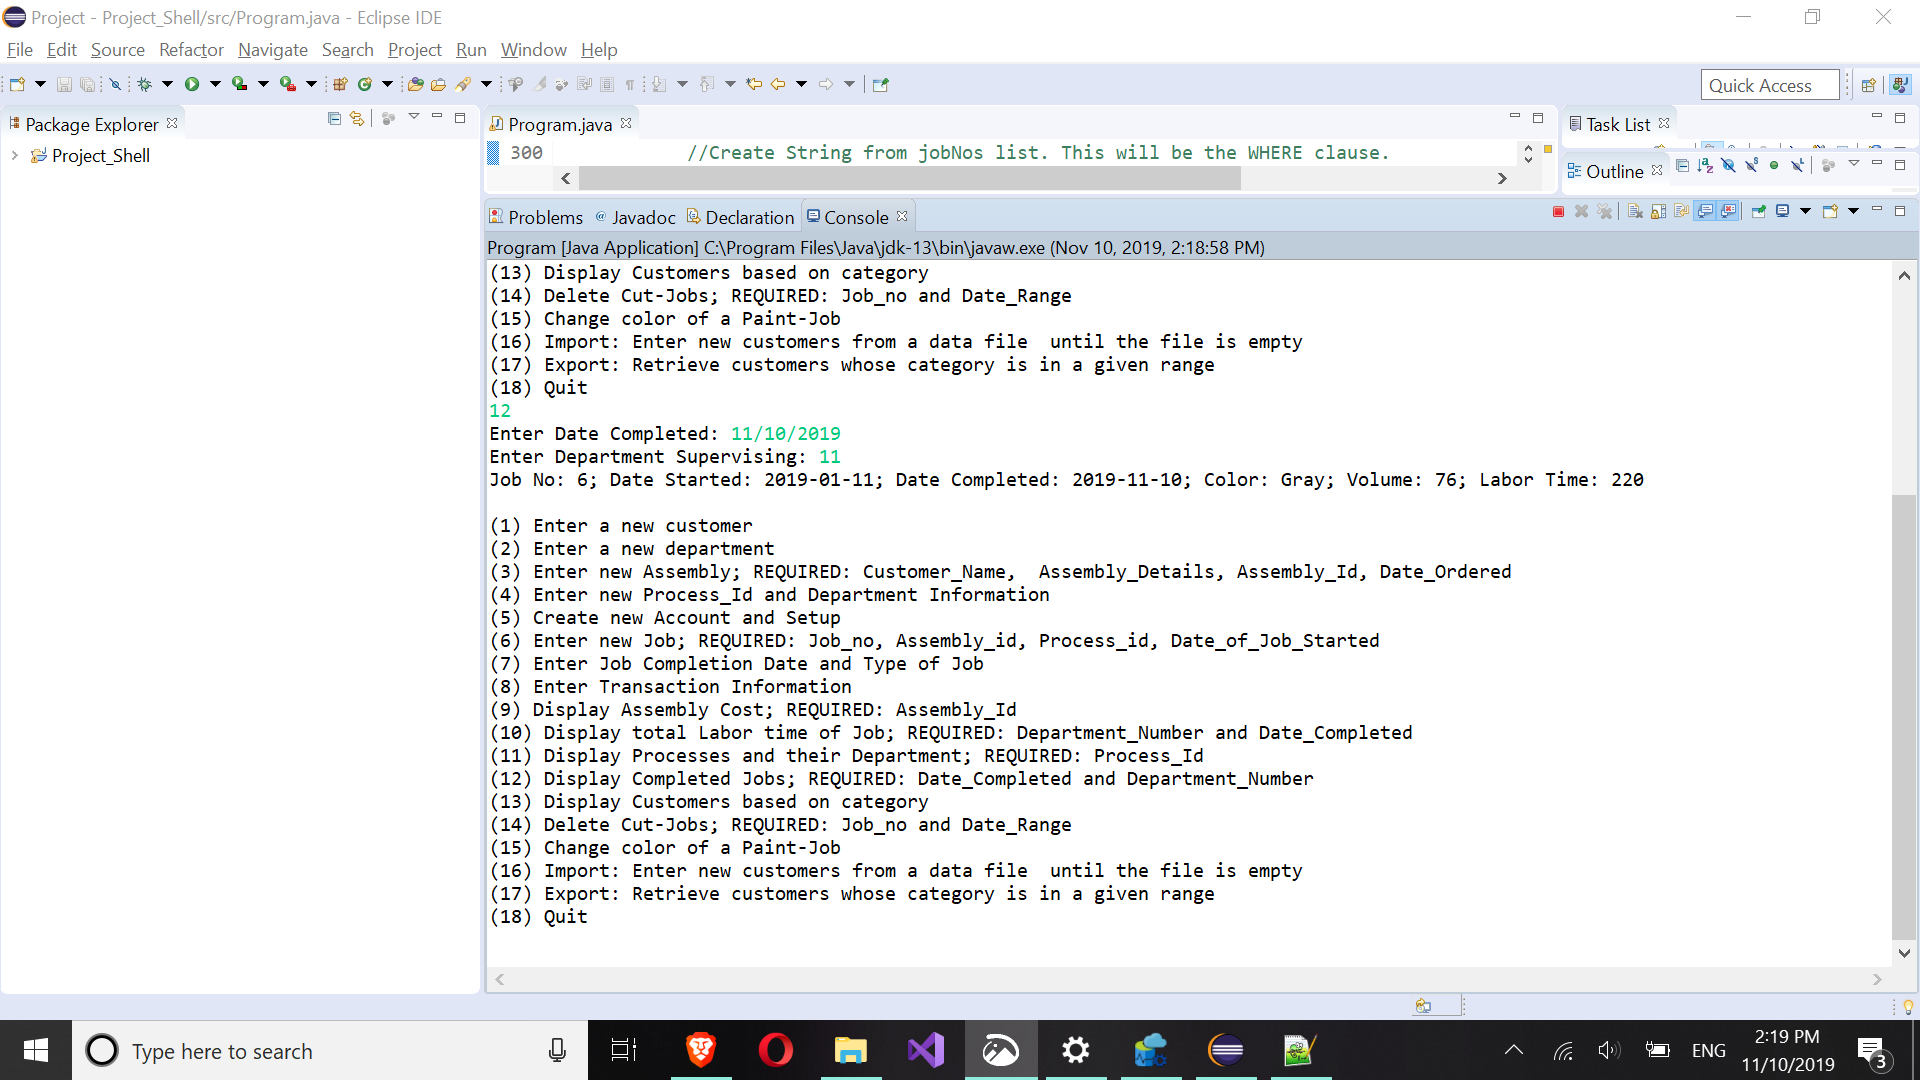 Project - Project_Shell/src/Program.java - Eclipse IDE
File Edit Source Refactor Navigate Search Project Run Window Help
Quick Access
Package Explorer
Program.java
Task List
Project_Shell
300 //Create String from jobNos list. This will be the WHERE clause.
Outline
Problems Javadoc Declaration Console
Program [Java Application] C:\Program Files\Java\jdk-13\bin\javaw.exe (Nov 10, 2019, 2:18:58 PM)
(13) Display Customers based on category
(14) Delete Cut-Jobs; REQUIRED: Job_no and Date_Range
(15) Change color of a Paint-Job
(16) Import: Enter new customers from a data file  until the file is empty
(17) Export: Retrieve customers whose category is in a given range
(18) Quit
12
Enter Date Completed: 11/10/2019
Enter Department Supervising: 11
Job No: 6; Date Started: 2019-01-11; Date Completed: 2019-11-10; Color: Gray; Volume: 76; Labor Time: 220
(1) Enter a new customer
(2) Enter a new department
(3) Enter new Assembly; REQUIRED: Customer_Name,  Assembly_Details, Assembly_Id, Date_Ordered
(4) Enter new Process_Id and Department Information
(5) Create new Account and Setup
(6) Enter new Job; REQUIRED: Job_no, Assembly_id, Process_id, Date_of_Job_Started
(7) Enter Job Completion Date and Type of Job
(8) Enter Transaction Information
(9) Display Assembly Cost; REQUIRED: Assembly_Id
(10) Display total Labor time of Job; REQUIRED: Department_Number and Date_Completed
(11) Display Processes and their Department; REQUIRED: Process_Id
(12) Display Completed Jobs; REQUIRED: Date_Completed and Department_Number
(13) Display Customers based on category
(14) Delete Cut-Jobs; REQUIRED: Job_no and Date_Range
(15) Change color of a Paint-Job
(16) Import: Enter new customers from a data file  until the file is empty
(17) Export: Retrieve customers whose category is in a given range
(18) Quit
Type here to search
ENG
2:19 PM
11/10/2019
3